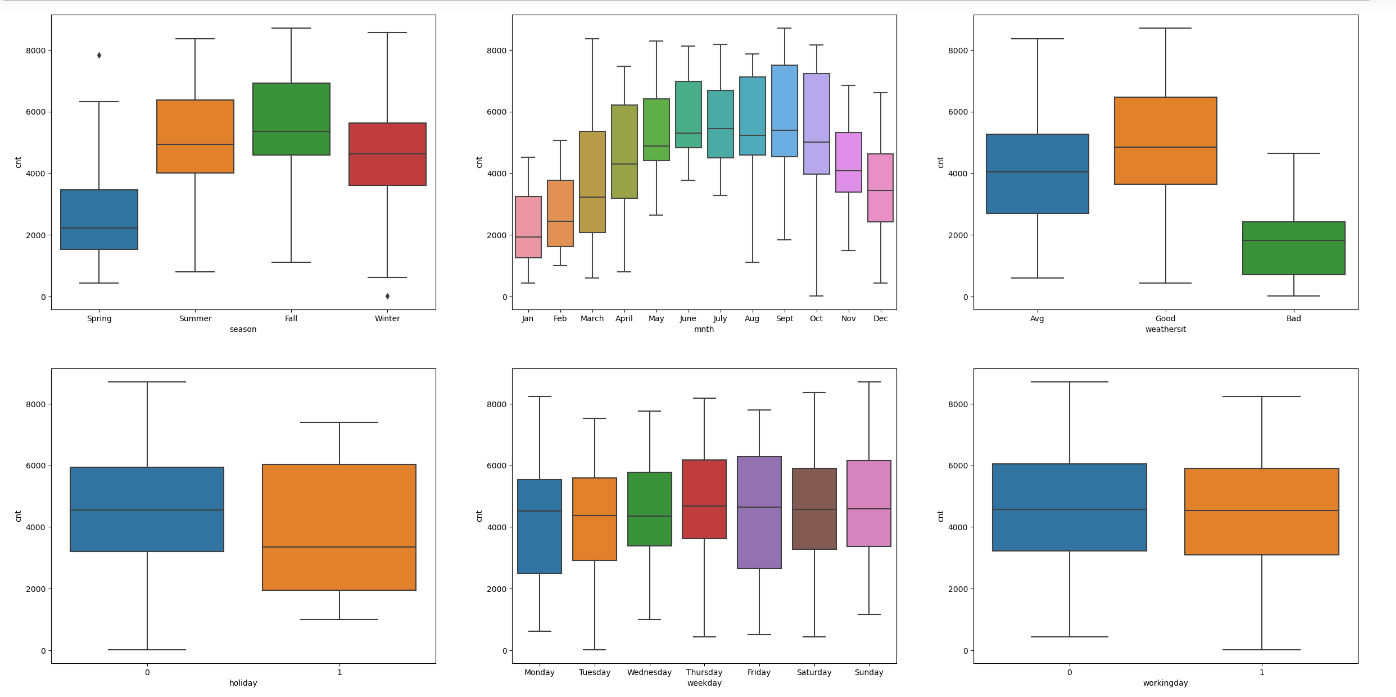 8000
6000
4000
2000
0
cnt
Spring Summer Fall Winter
season
8000
6000
4000
2000
0
cnt
Jan Feb March April May June July Aug Sept Oct Nov Dec
mnth
8000
6000
4000
2000
0
cnt
Avg Good Bad
weathersit
8000
6000
4000
2000
0
cnt
0 1
holiday
8000
6000
4000
2000
0
cnt
Monday Tuesday Wednesday Thursday Friday Saturday Sunday
weekday
8000
6000
4000
2000
0
cnt
0 1
workingday